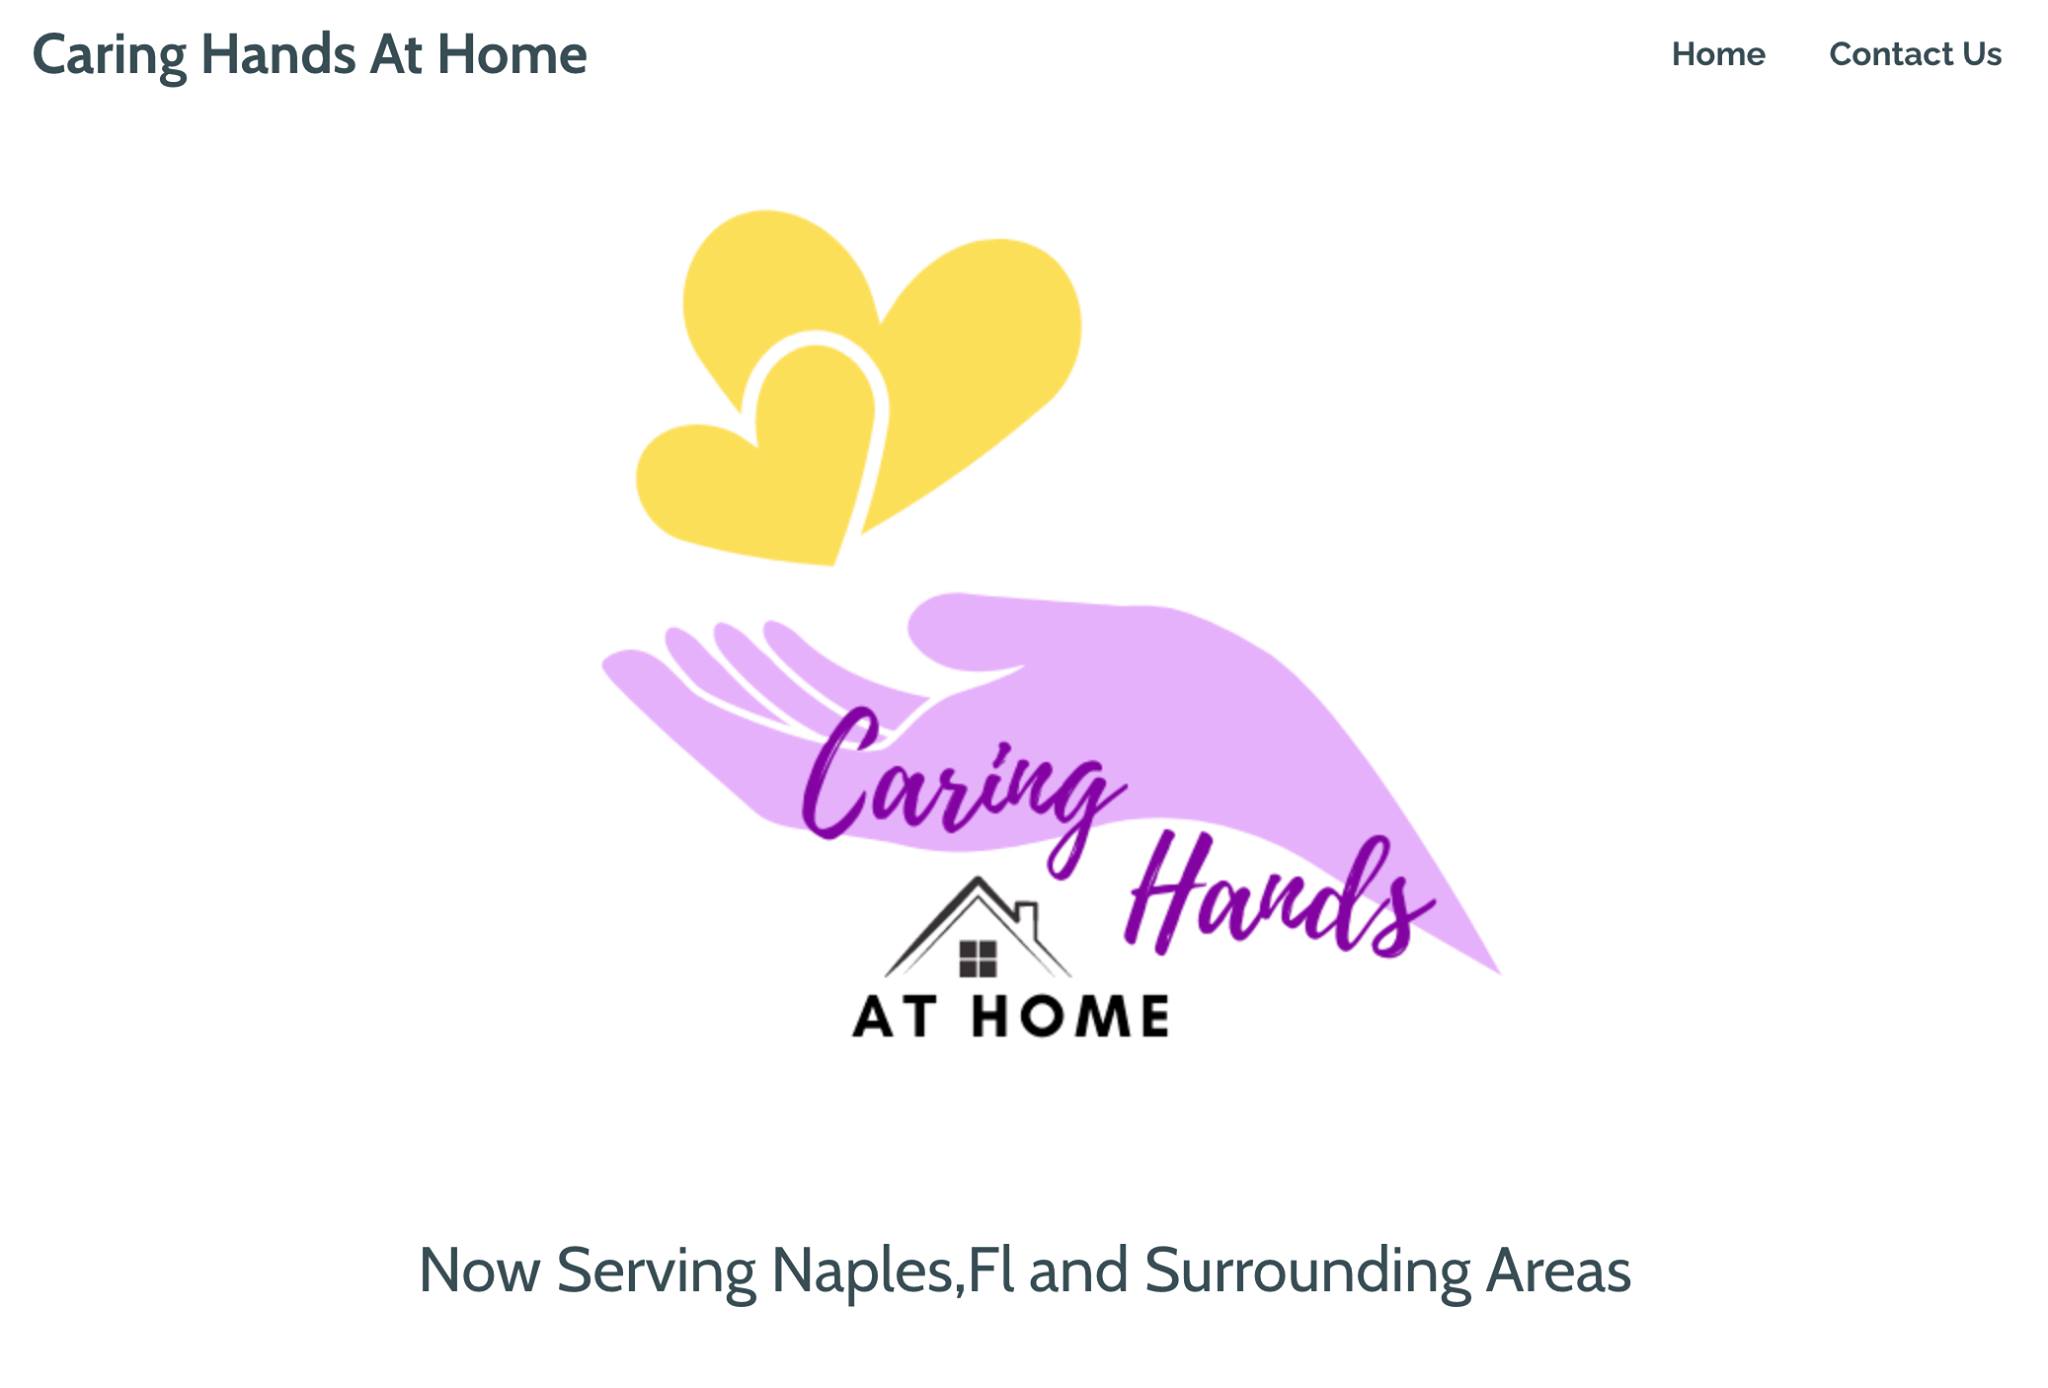 Caring Hands At Home
Home
Contact Us
Caring
Hands
AT HOME
Now Serving Naples,Fl and Surrounding Areas